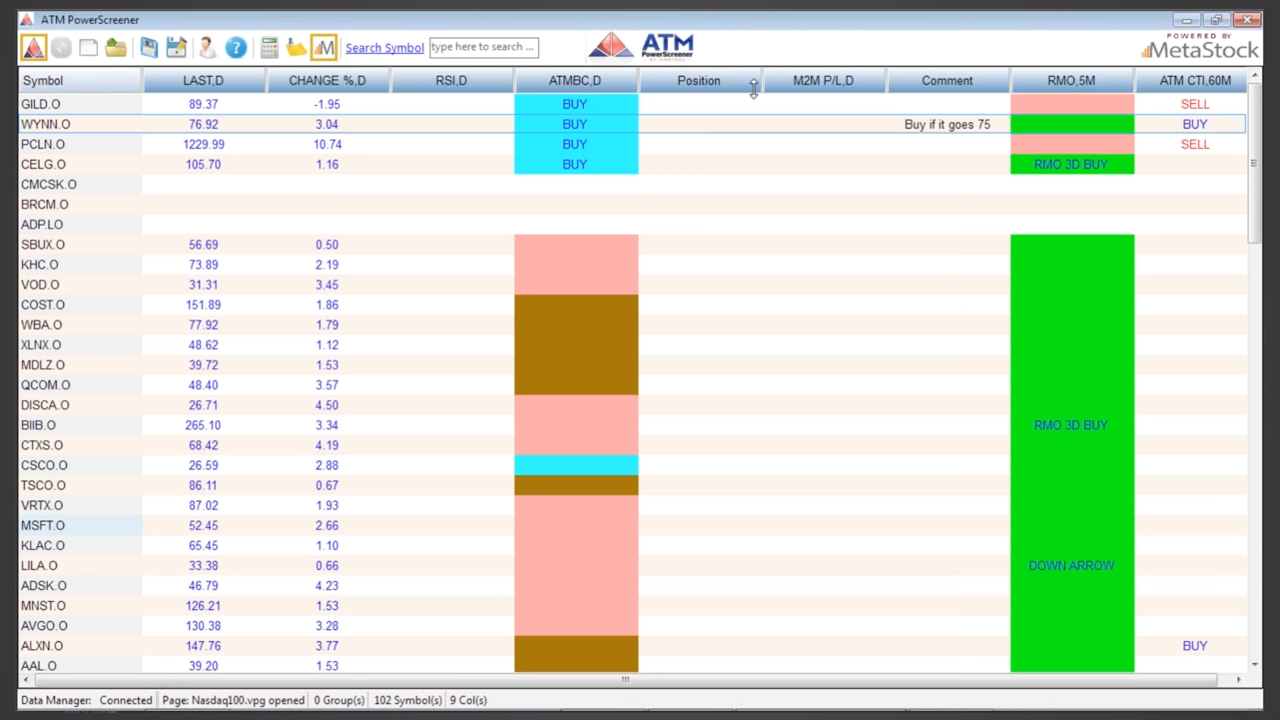 ATM PowerScreener
Search Symbol type here to search ... ATM PowerScreener POWERED BY MetaStock
Symbol LAST,D CHANGE %,D RSI,D ATMBC,D Position M2M P/L,D Comment RMO,5M ATM CTI,60M
GILD.O 89.37 -1.95 BUY SELL
WYNN.O 76.92 3.04 BUY Buy if it goes 75 BUY
PCLN.O 1229.99 10.74 BUY SELL
CELG.O 105.70 1.16 BUY RMO 3D BUY
CMCSK.O
BRCM.O
ADP.LO
SBUX.O 56.69 0.50
KHC.O 73.89 2.19
VOD.O 31.31 3.45
COST.O 151.89 1.86
WBA.O 77.92 1.79
XLNX.O 48.62 1.12
MDLZ.O 39.72 1.53
QCOM.O 48.40 3.57
DISCA.O 26.71 4.50
BIIB.O 265.10 3.34 RMO 3D BUY
CTXS.O 68.42 4.19
CSCO.O 26.59 2.88
TSCO.O 86.11 0.67
VRTX.O 87.02 1.93
MSFT.O 52.45 2.66
KLAC.O 65.45 1.10
LILA.O 33.38 0.66 DOWN ARROW
ADSK.O 46.79 4.23
MNST.O 126.21 1.53
AVGO.O 130.38 3.28
ALXN.O 147.76 3.77 BUY
AAL.O 39.20 1.53
Data Manager: Connected Page: Nasdaq100.vpg opened 0 Group(s) 102 Symbol(s) 9 Col(s)